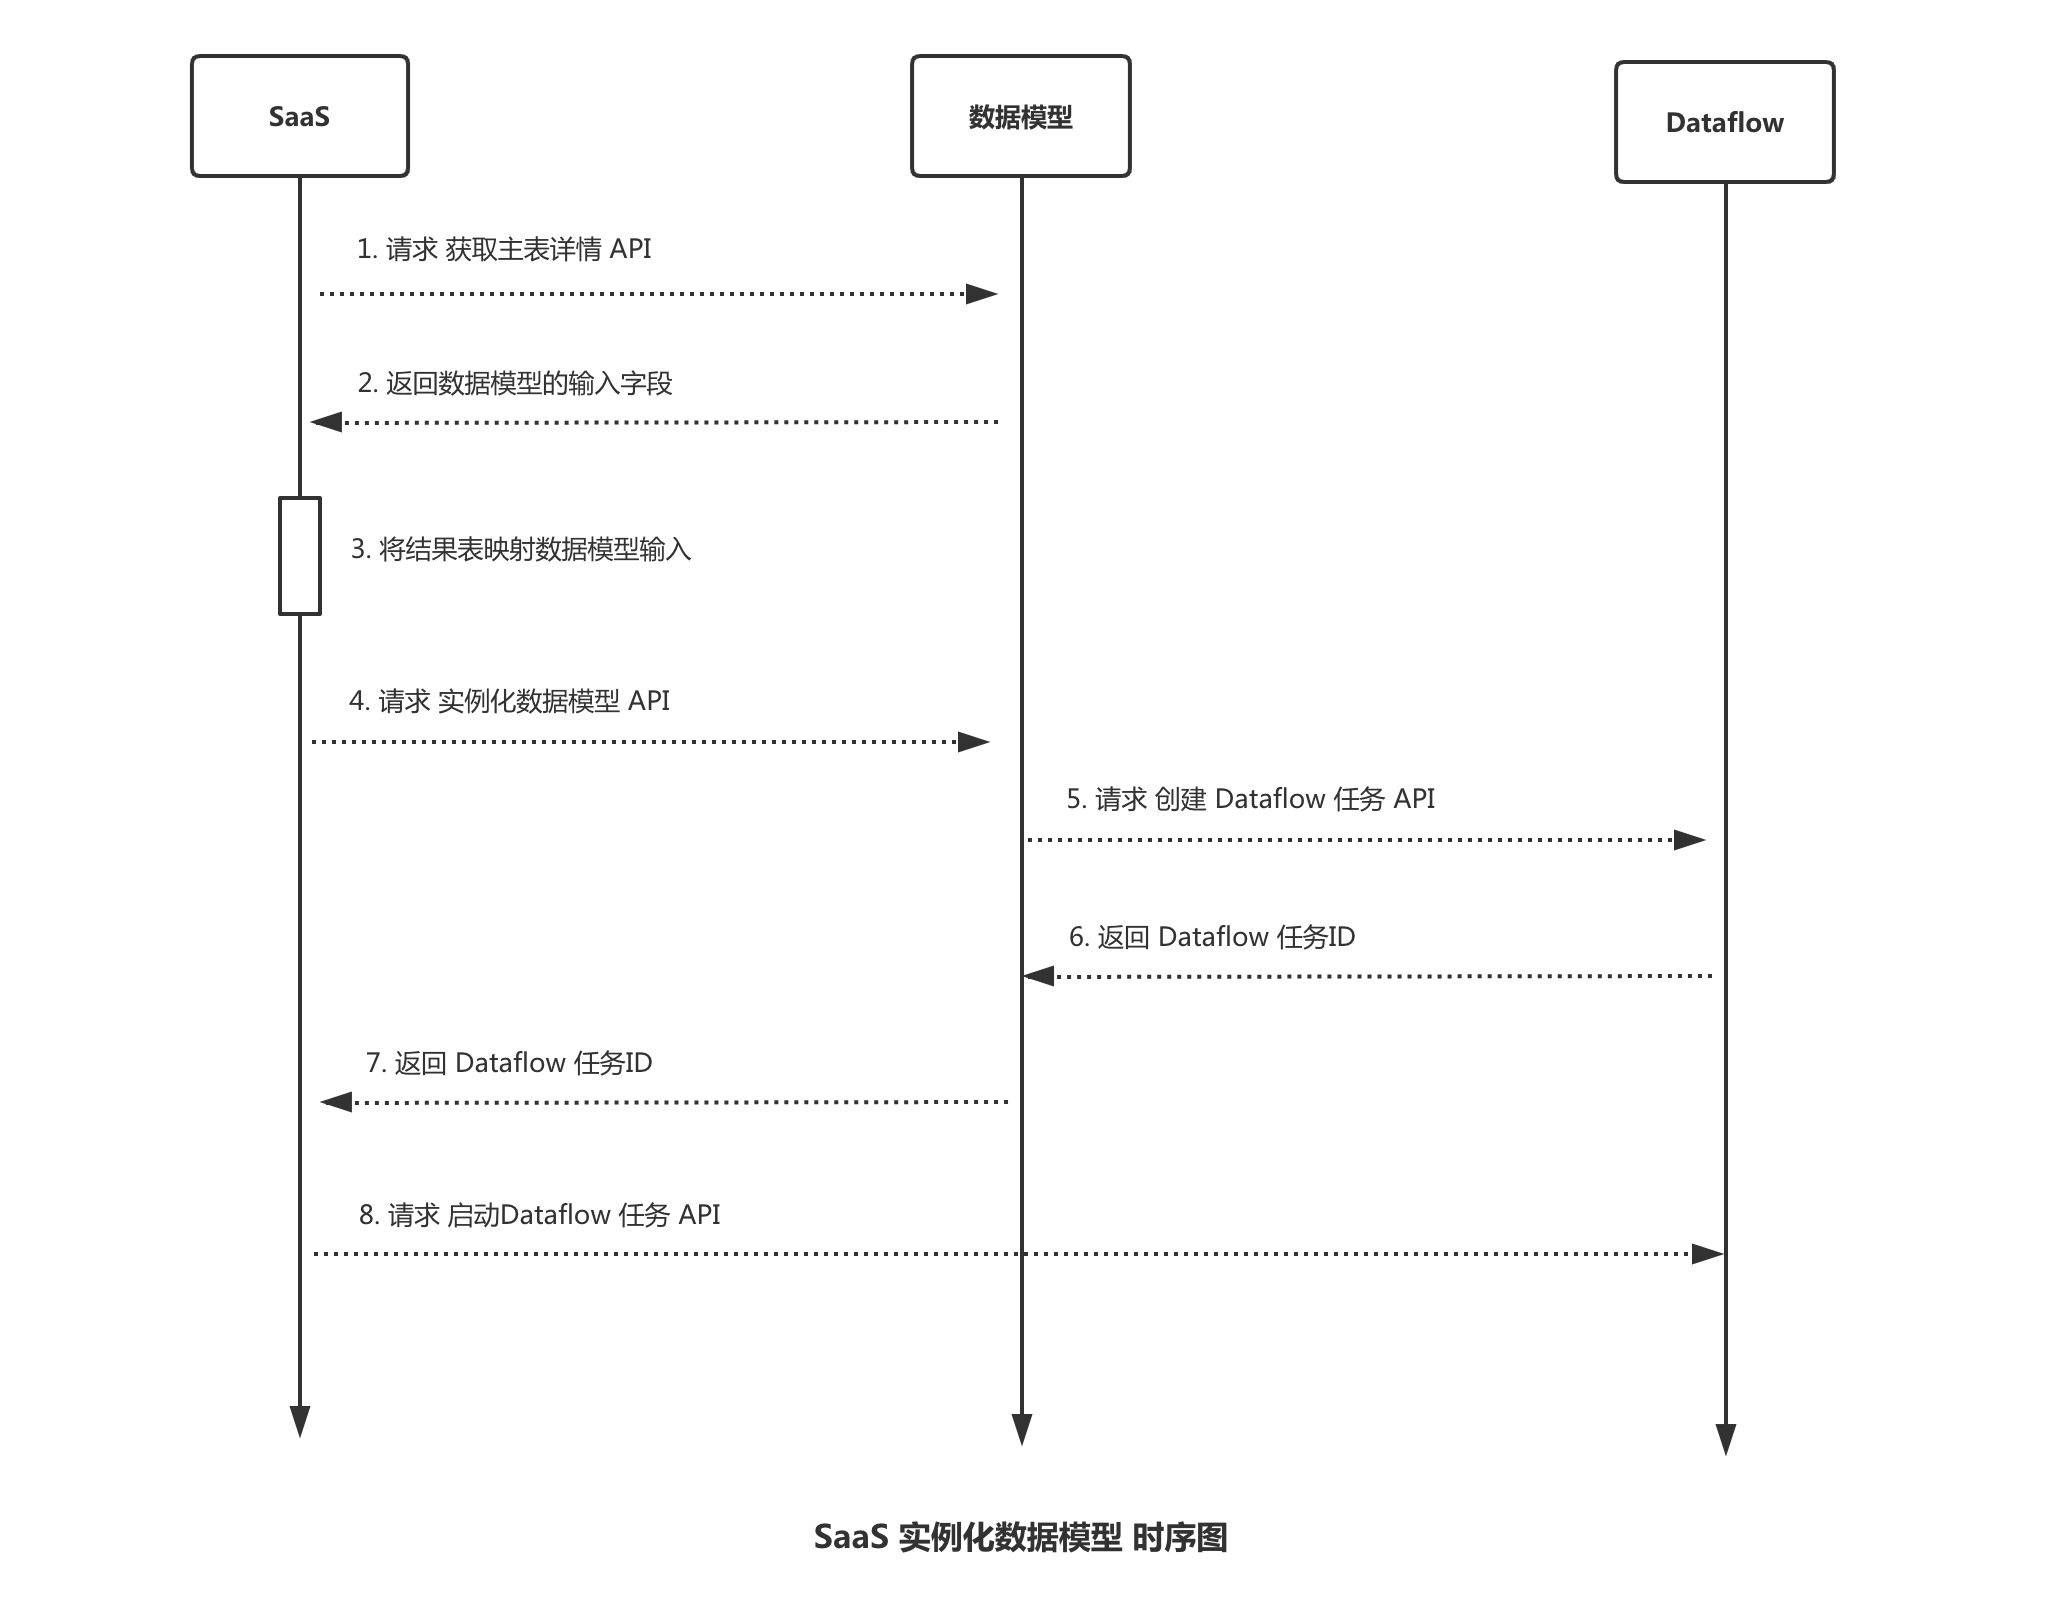 SaaS
数据模型
Dataflow
1. 请求 获取主表详情 API
2. 返回数据模型的输入字段
3. 将结果表映射数据模型输入
4. 请求 实例化数据模型 API
5. 请求 创建 Dataflow 任务 API
6. 返回 Dataflow 任务ID
7. 返回 Dataflow 任务ID
8. 请求 启动Dataflow 任务 API
SaaS 实例化数据模型 时序图